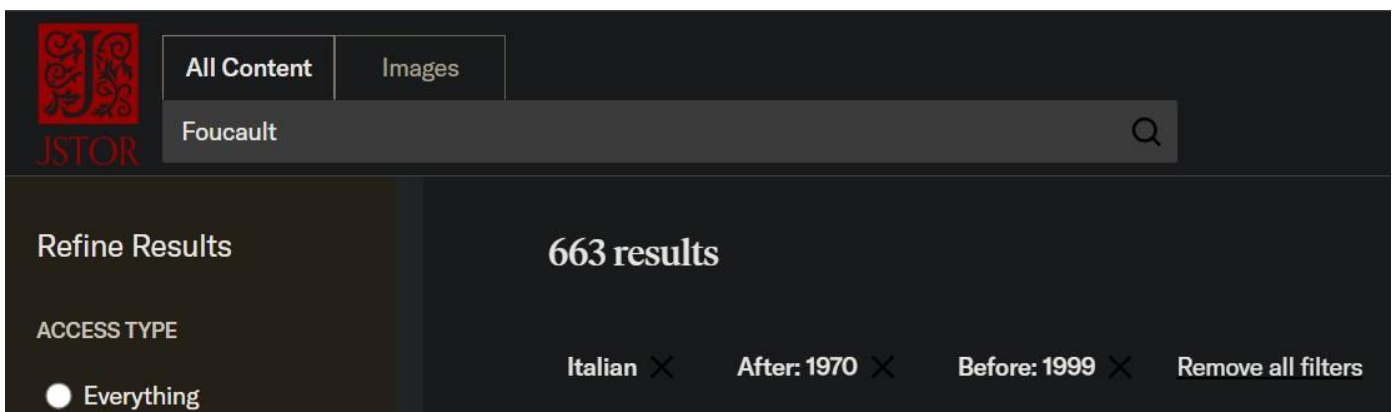 All Content
Images
Foucault
JSTOR
Refine Results
663 results
ACCESS TYPE
Italian
After: 1970
Before: 1999
Remove all filters
Everything